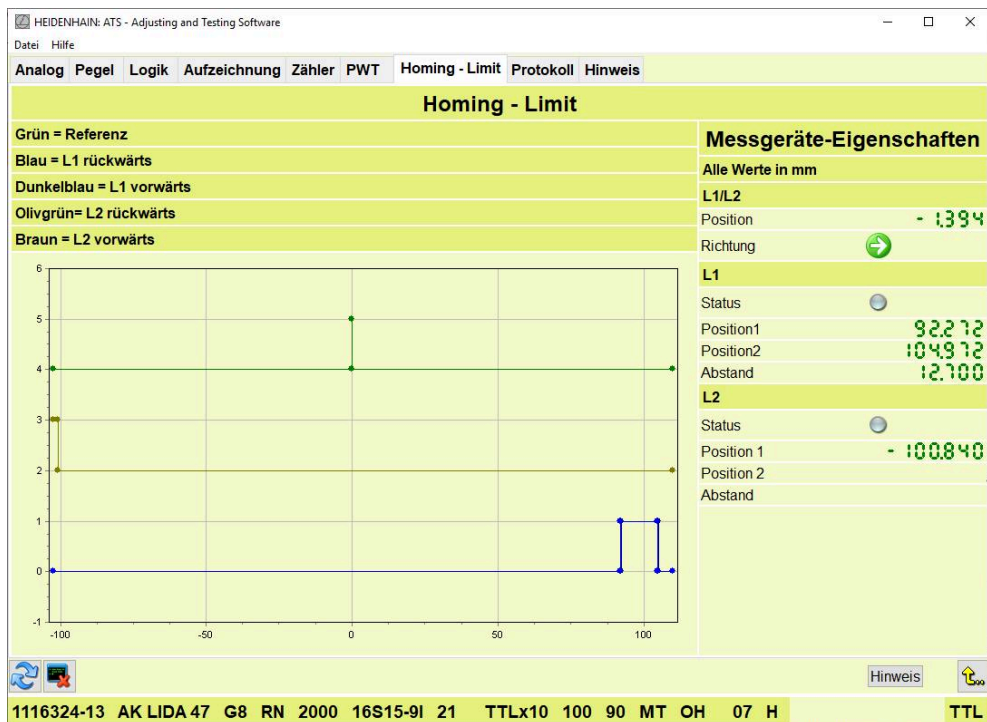 HEIDENHAIN: ATS - Adjusting and Testing Software
Datei Hilfe
Analog Pegel Logik Aufzeichnung Zähler PWT Homing - Limit Protokoll Hinweis
Homing - Limit
Grün = Referenz
Blau = L1 rückwärts
Dunkelblau = L1 vorwärts
Olivgrün= L2 rückwärts
Braun = L2 vorwärts
6
5
4
3
2
1
0
-1
-100 -50 0 50 100
Messgeräte-Eigenschaften
Alle Werte in mm
L1/L2
Position - 1,394
Richtung
L1
Status
Position1 92,272
Position2 104,972
Abstand 12,700
L2
Status
Position 1 - 100,840
Position 2
Abstand
Hinweis
1116324-13 AK LIDA 47 G8 RN 2000 16S15-9I 21 TTLx10 100 90 MT OH 07 H TTL